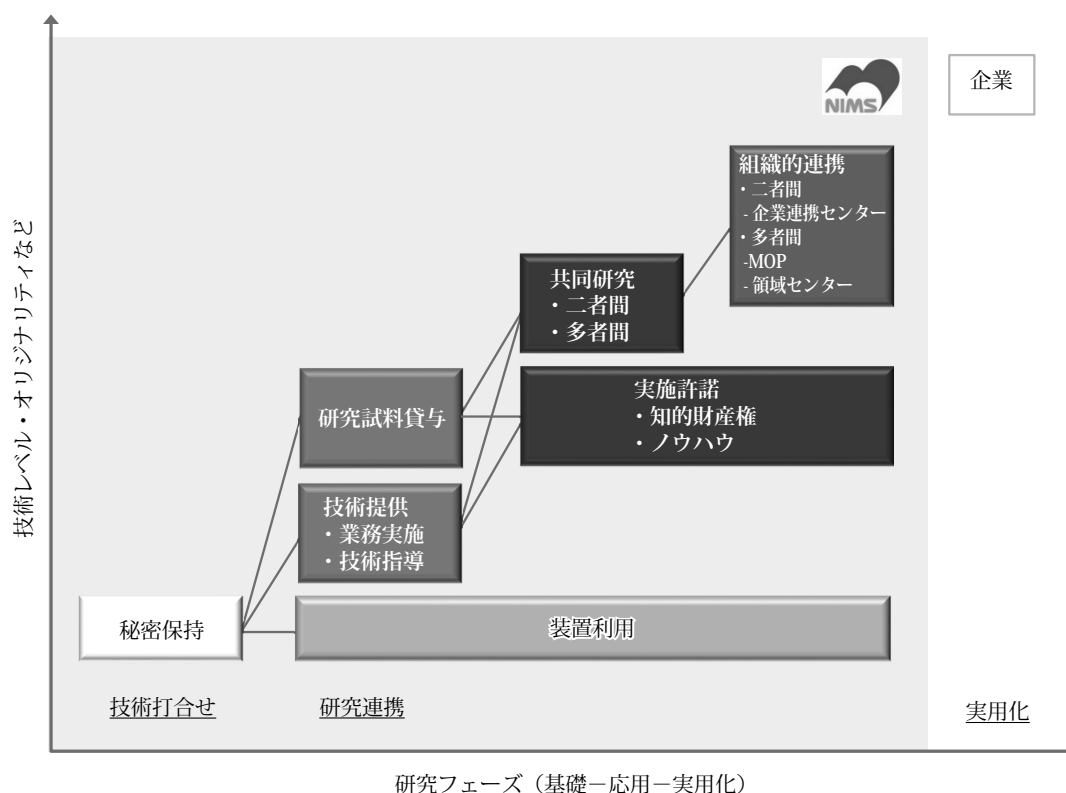 NIMS
企業
組織的連携
・二者間
- 企業連携センター
・多者間
-MOP
- 領域センター
共同研究
・二者間
・多者間
実施許諾
・知的財産権
・ノウハウ
研究試料貸与
技術提供
・業務実施
・技術指導
秘密保持
装置利用
技術打合せ
研究連携
実用化
技術レベル・オリジナリティなど
研究フェーズ（基礎－応用－実用化）